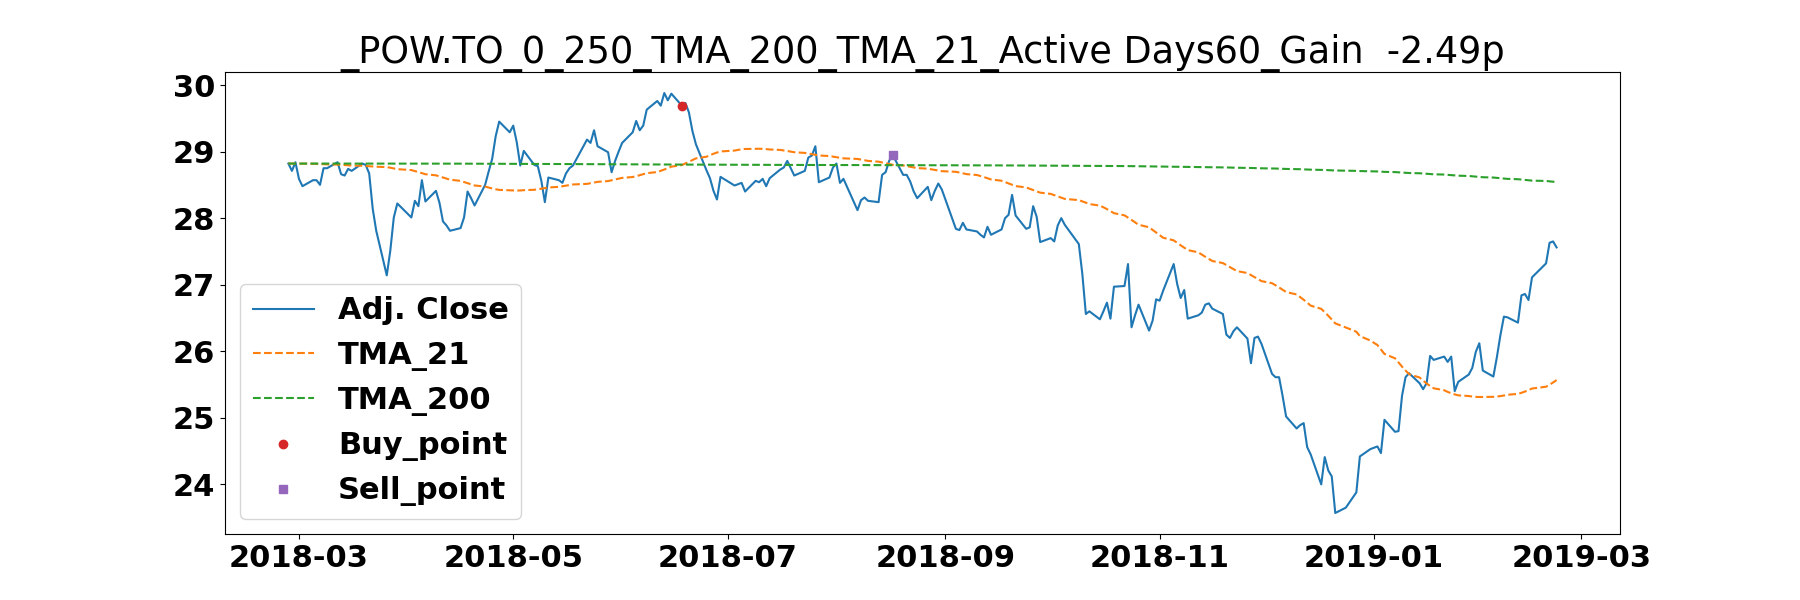 _POW.TO_0_250_TMA_200_TMA_21_Active Days60_Gain  -2.49p
30
29
28
27
26
25
24
Adj. Close
TMA_21
TMA_200
Buy_point
Sell_point
2018-03 2018-05 2018-07 2018-09 2018-11 2019-01 2019-03